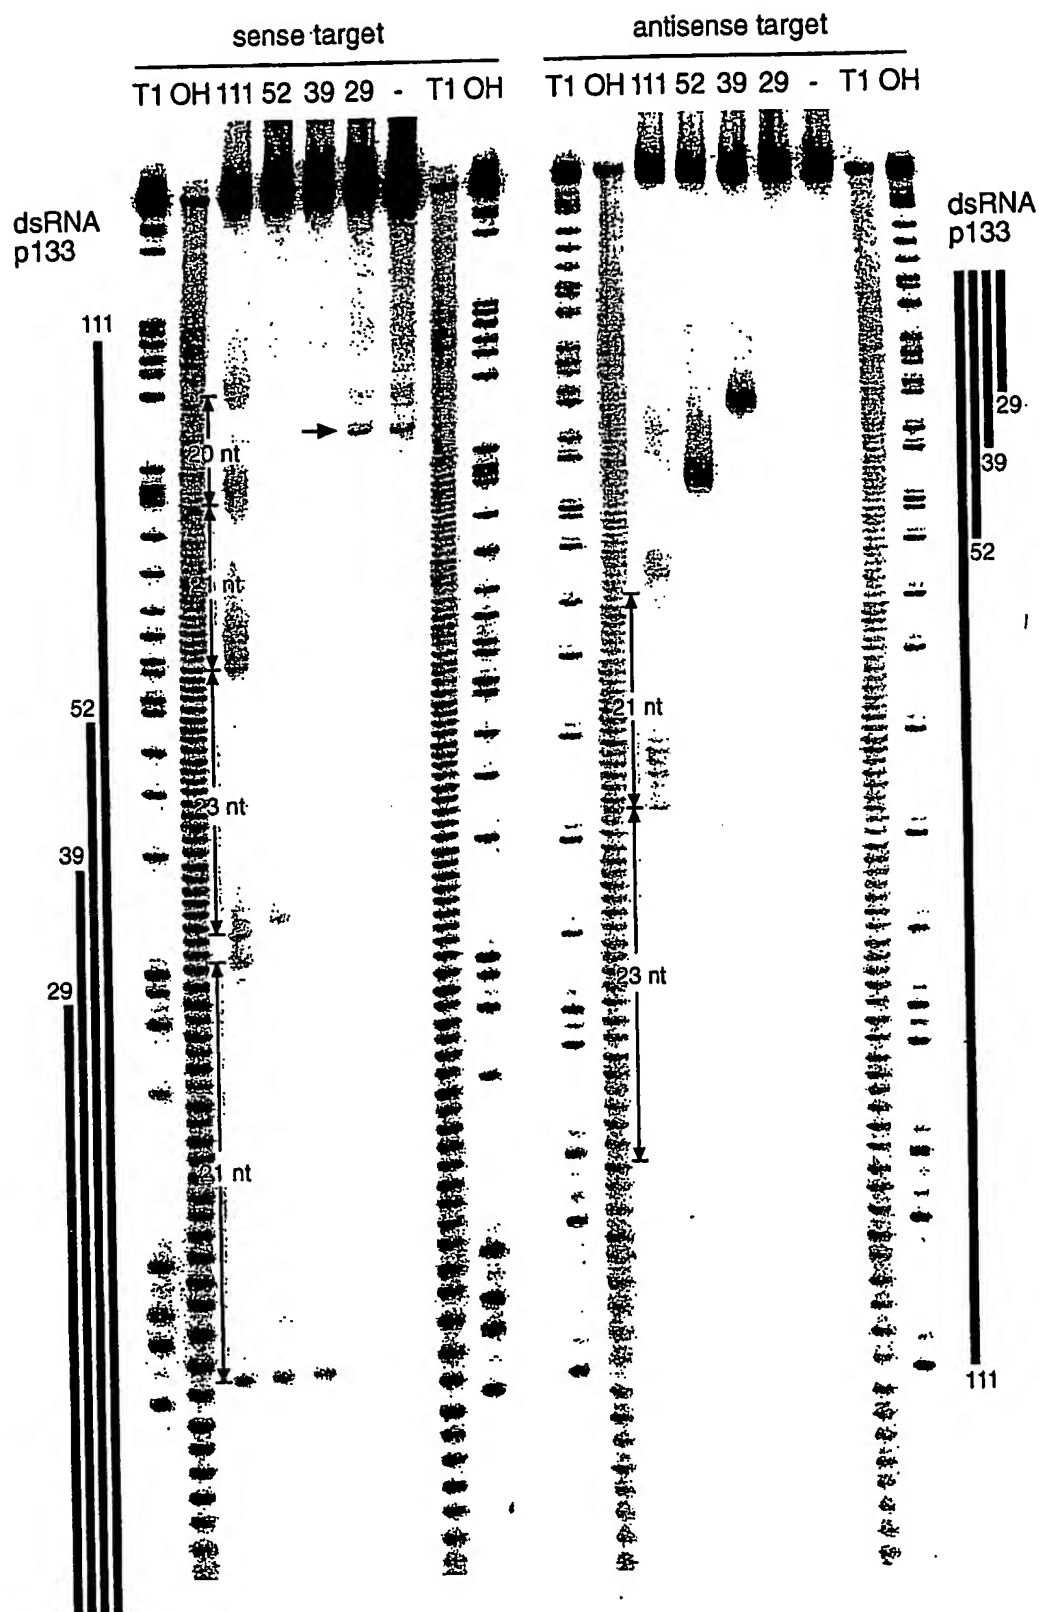 sense target
antisense target
T1 OH 111 52 39 29 - T1 OH
T1 OH 111 52 39 29 - T1 OH
dsRNA
p133
dsRNA
p133
111
29
20 nt
39
nt
52
52
21 nt
23 nt
39
23 nt
29
21 nt
111